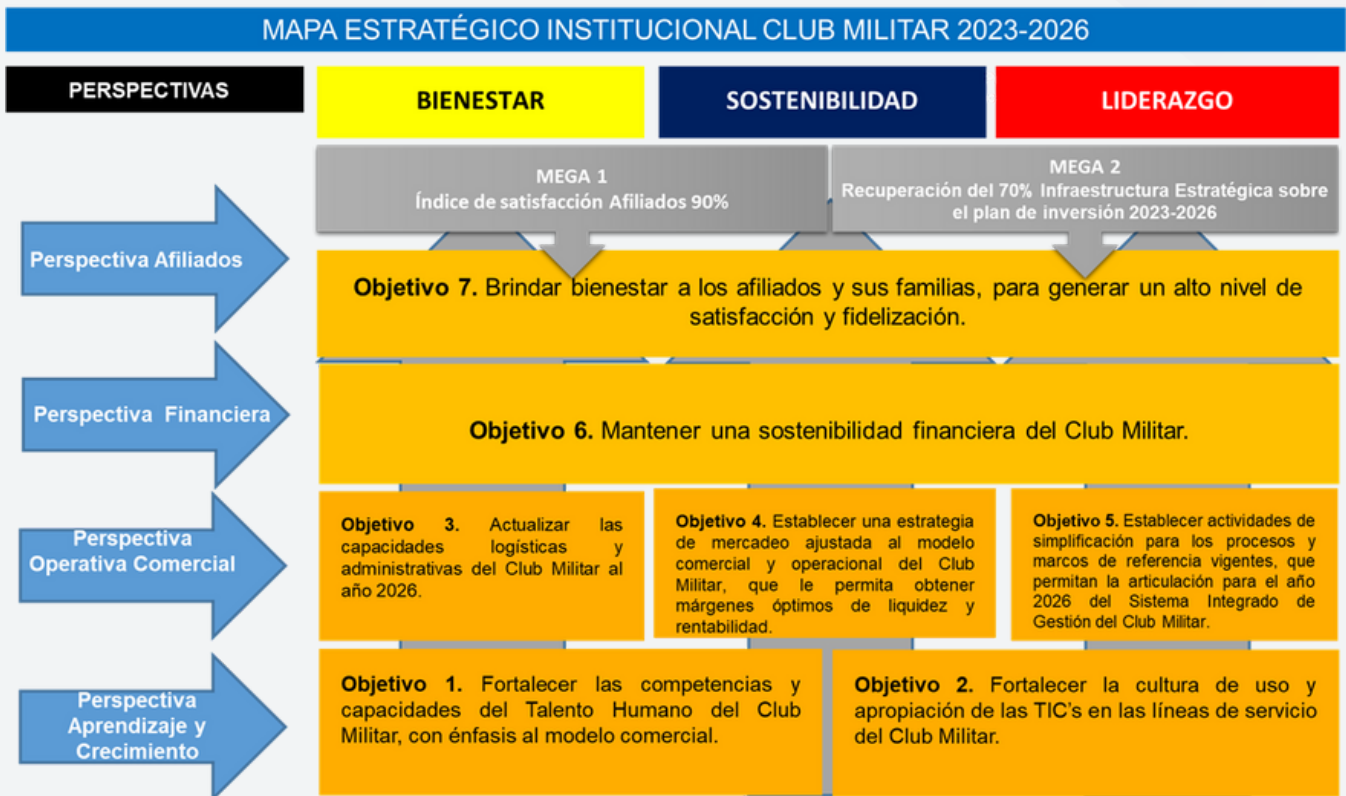 MAPA ESTRATÉGICO INSTITUCIONAL CLUB MILITAR 2023-2026
PERSPECTIVAS
BIENESTAR
SOSTENIBILIDAD
LIDERAZGO
MEGA 1
Índice de satisfacción Afiliados 90%
MEGA 2
Recuperación del 70% Infraestructura Estratégica sobre
el plan de inversión 2023-2026
Perspectiva Afiliados
Objetivo 7. Brindar bienestar a los afiliados y sus familias, para generar un alto nivel de
satisfacción y fidelización.
Perspectiva Financiera
Objetivo 6. Mantener una sostenibilidad financiera del Club Militar.
Perspectiva
Operativa Comercial
Objetivo 3. Actualizar las
capacidades logísticas y
administrativas del Club Militar al
año 2026.
Objetivo 4. Establecer una estrategia
de mercadeo ajustada al modelo
comercial y operacional del Club
Militar, que le permita obtener
márgenes óptimos de liquidez y
rentabilidad.
Objetivo 5. Establecer actividades de
simplificación para los procesos y
marcos de referencia vigentes, que
permitan la articulación para el año
2026 del Sistema Integrado de
Gestión del Club Militar.
Perspectiva
Aprendizaje y
Crecimiento
Objetivo 1. Fortalecer las competencias y
capacidades del Talento Humano del Club
Militar, con énfasis al modelo comercial.
Objetivo 2. Fortalecer la cultura de uso y
apropiación de las TIC's en las líneas de servicio
del Club Militar.